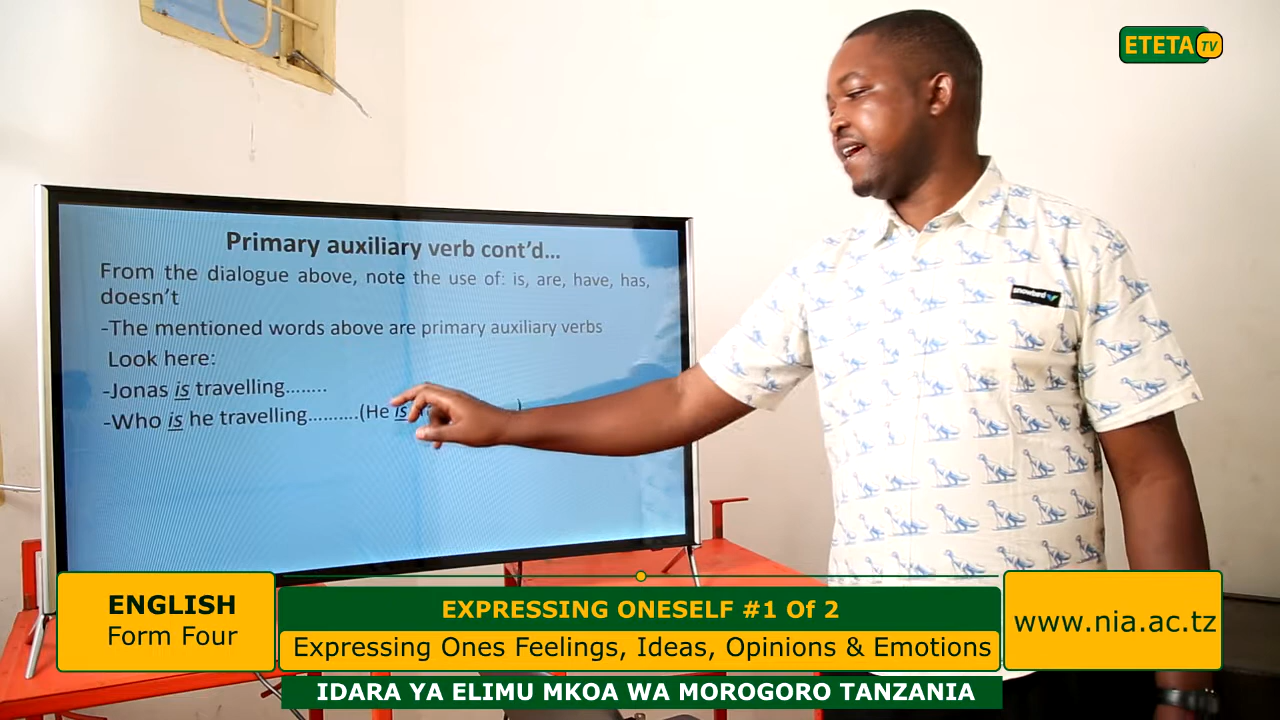 ETETA TV
snowbird
Primary auxiliary verb cont'd...
From the dialogue above, note the use of: is, are, have, has,
doesn't
-The mentioned words above are primary auxiliary verbs
Look here:
-Jonas is travelling........
-Who is he travelling..........(He is )
ENGLISH
Form Four
EXPRESSING ONESELF #1 Of 2
Expressing Ones Feelings, Ideas, Opinions & Emotions
www.nia.ac.tz
IDARA YA ELIMU MKOA WA MOROGORO TANZANIA